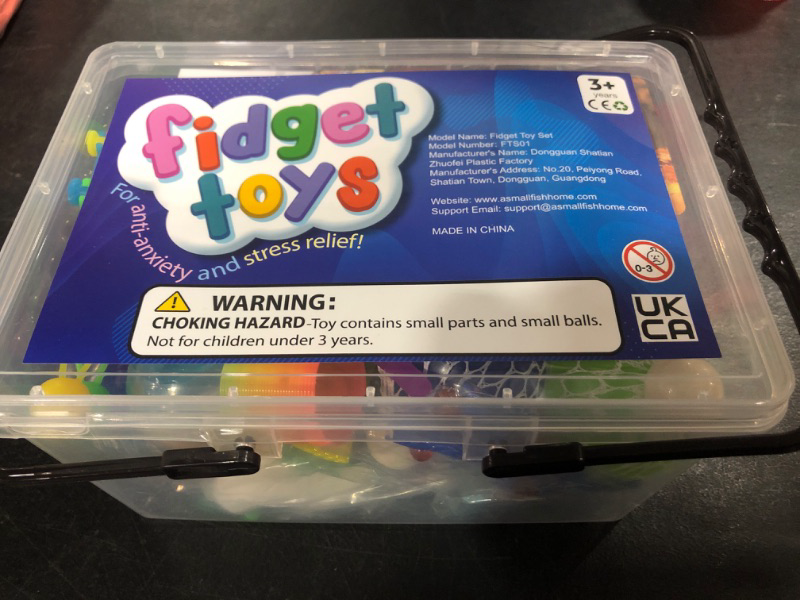 fidget
toys
For anti-anxiety and stress relief!
3+
years
CE
Model Name: Fidget Toy Set
Model Number: FTS01
Manufacturer's Name: Dongguan Shatian
Zhuofei Plastic Factory
Manufacturer's Address: No.20, Peiyong Road,
Shatian Town, Dongguan, Guangdong
Website: www.asmallfishhome.com
Support Email: support@asmallfishhome.com
MADE IN CHINA
0-3
WARNING:
CHOKING HAZARD-Toy contains small parts and small balls.
Not for children under 3 years.
UK
CA